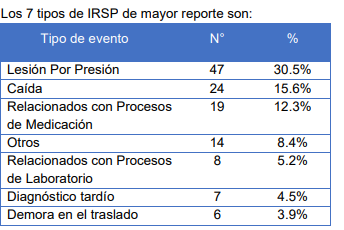 Los 7 tipos de IRSP de mayor reporte son:
Tipo de evento N° %
Lesión Por Presión 47 30.5%
Caída 24 15.6%
Relacionados con Procesos 19 12.3%
de Medicación
Otros 14 8.4%
Relacionados con Procesos 8 5.2%
de Laboratorio
Diagnóstico tardío 7 4.5%
Demora en el traslado 6 3.9%